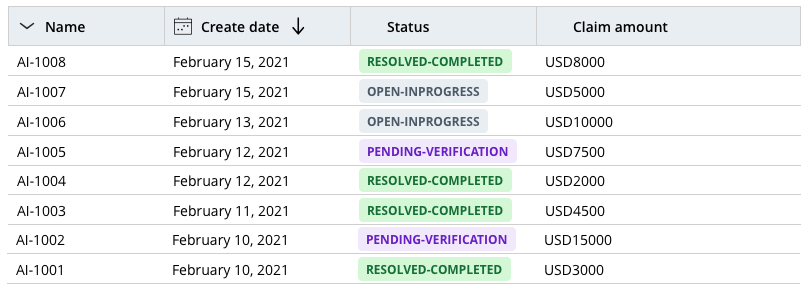 Name Create date Status Claim amount
AI-1008 February 15, 2021 RESOLVED-COMPLETED USD8000
AI-1007 February 15, 2021 OPEN-INPROGRESS USD5000
AI-1006 February 13, 2021 OPEN-INPROGRESS USD10000
AI-1005 February 12, 2021 PENDING-VERIFICATION USD7500
AI-1004 February 12, 2021 RESOLVED-COMPLETED USD2000
AI-1003 February 11, 2021 RESOLVED-COMPLETED USD4500
AI-1002 February 10, 2021 PENDING-VERIFICATION USD15000
AI-1001 February 10, 2021 RESOLVED-COMPLETED USD3000